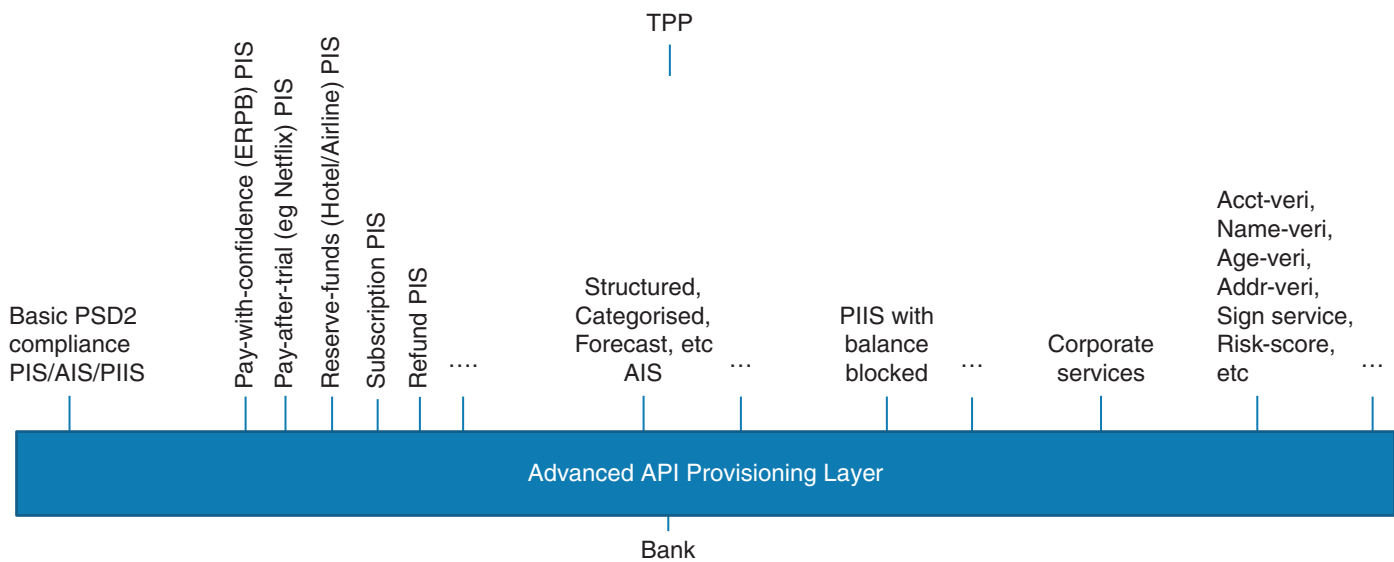 TPP
Basic PSD2
compliance
PIS/AIS/PIIS
Pay-with-confidence (ERPB) PIS
Pay-after-trial (eg Netflix) PIS
Reserve-funds (Hotel/Airline) PIS
Subscription PIS
Refund PIS
....
Structured,
Categorised,
Forecast, etc
AIS
...
PIIS with
balance
blocked
...
Corporate
services
Acct-veri,
Name-veri,
Age-veri,
Addr-veri,
Sign service,
Risk-score,
etc
...
Advanced API Provisioning Layer
Bank